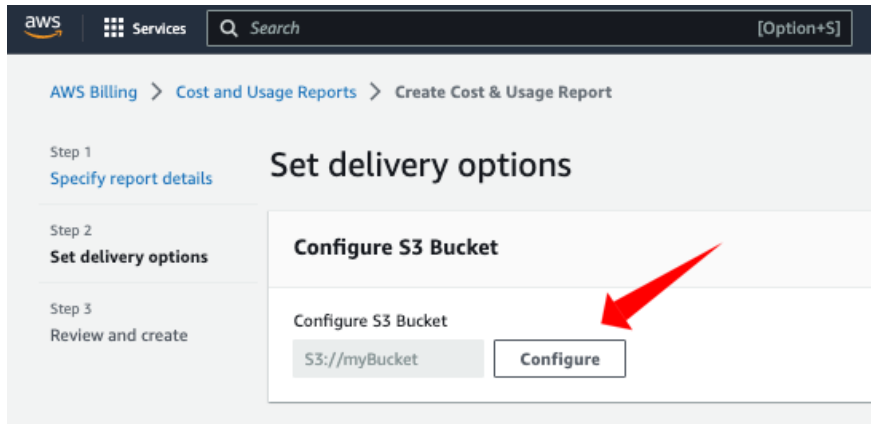 aws Services Search [Option+S]
AWS Billing > Cost and Usage Reports > Create Cost & Usage Report
Step 1
Specify report details
Step 2
Set delivery options
Step 3
Review and create
Set delivery options
Configure S3 Bucket
Configure S3 Bucket
S3://myBucket Configure